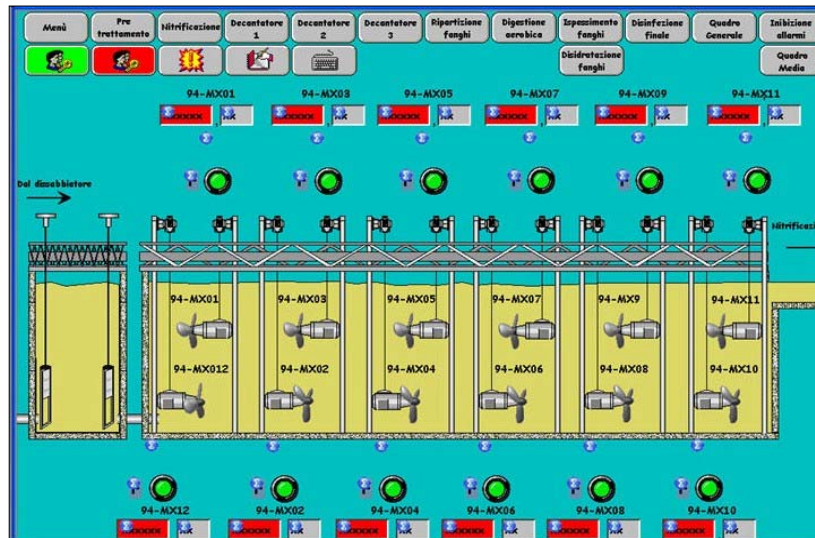 Menù
Pre trattamento
Nitrificazione
Decantatore 1
Decantatore 2
Decantatore 3
Ripartizione fanghi
Digestione aerobica
Ispessimento fanghi
Disinfezione finale
Quadro Generale
Inibizione allarmi
Disidratazione fanghi
Quadro Media
94-MX01
94-MX03
94-MX05
94-MX07
94-MX09
94-MX11
Dal dissabbiatore
94-MX01
94-MX03
94-MX05
94-MX07
94-MX9
94-MX11
94-MX012
94-MX02
94-MX04
94-MX06
94-MX08
94-MX10
94-MX12
94-MX02
94-MX04
94-MX06
94-MX08
94-MX10